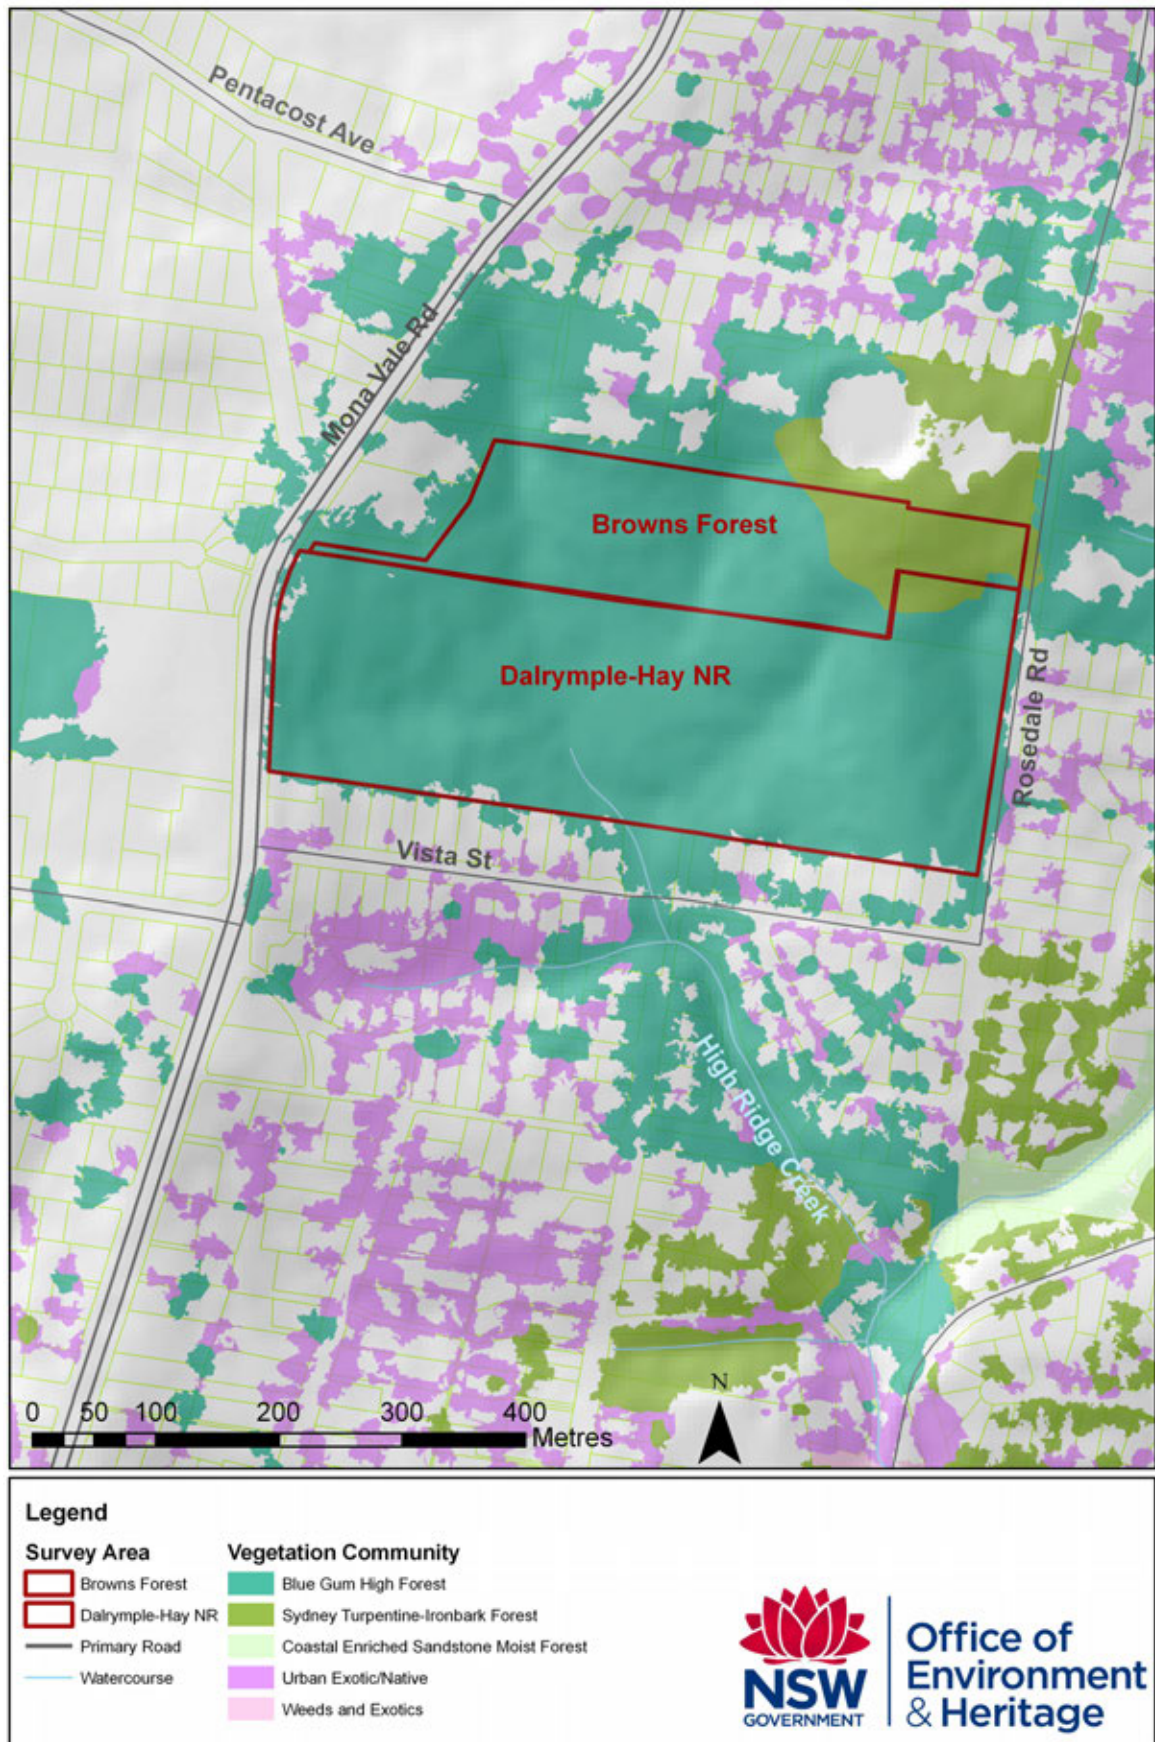 Pentacost Ave
Mona Vale Rd
Browns Forest
Dalrymple-Hay NR
Rosedale Rd
Vista St
High Ridge Creek
N
0 50 100 200 300 400
Metres
Legend
Survey Area
Browns Forest
Dalrymple-Hay NR
Primary Road
Watercourse
Vegetation Community
Blue Gum High Forest
Sydney Turpentine-Ironbark Forest
Coastal Enriched Sandstone Moist Forest
Urban Exotic/Native
Weeds and Exotics
NSW
GOVERNMENT
Office of
Environment
& Heritage